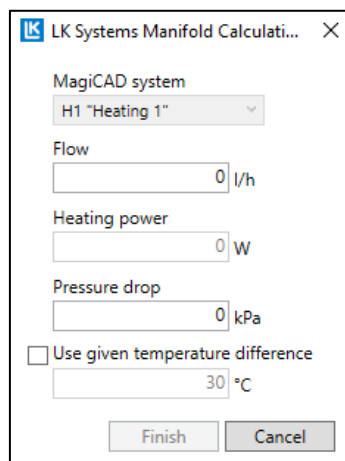 LK LK Systems Manifold Calculati...
MagiCAD system
H1 "Heating 1"
Flow
0 l/h
Heating power
0 W
Pressure drop
0 kPa
Use given temperature difference
30 °C
Finish Cancel